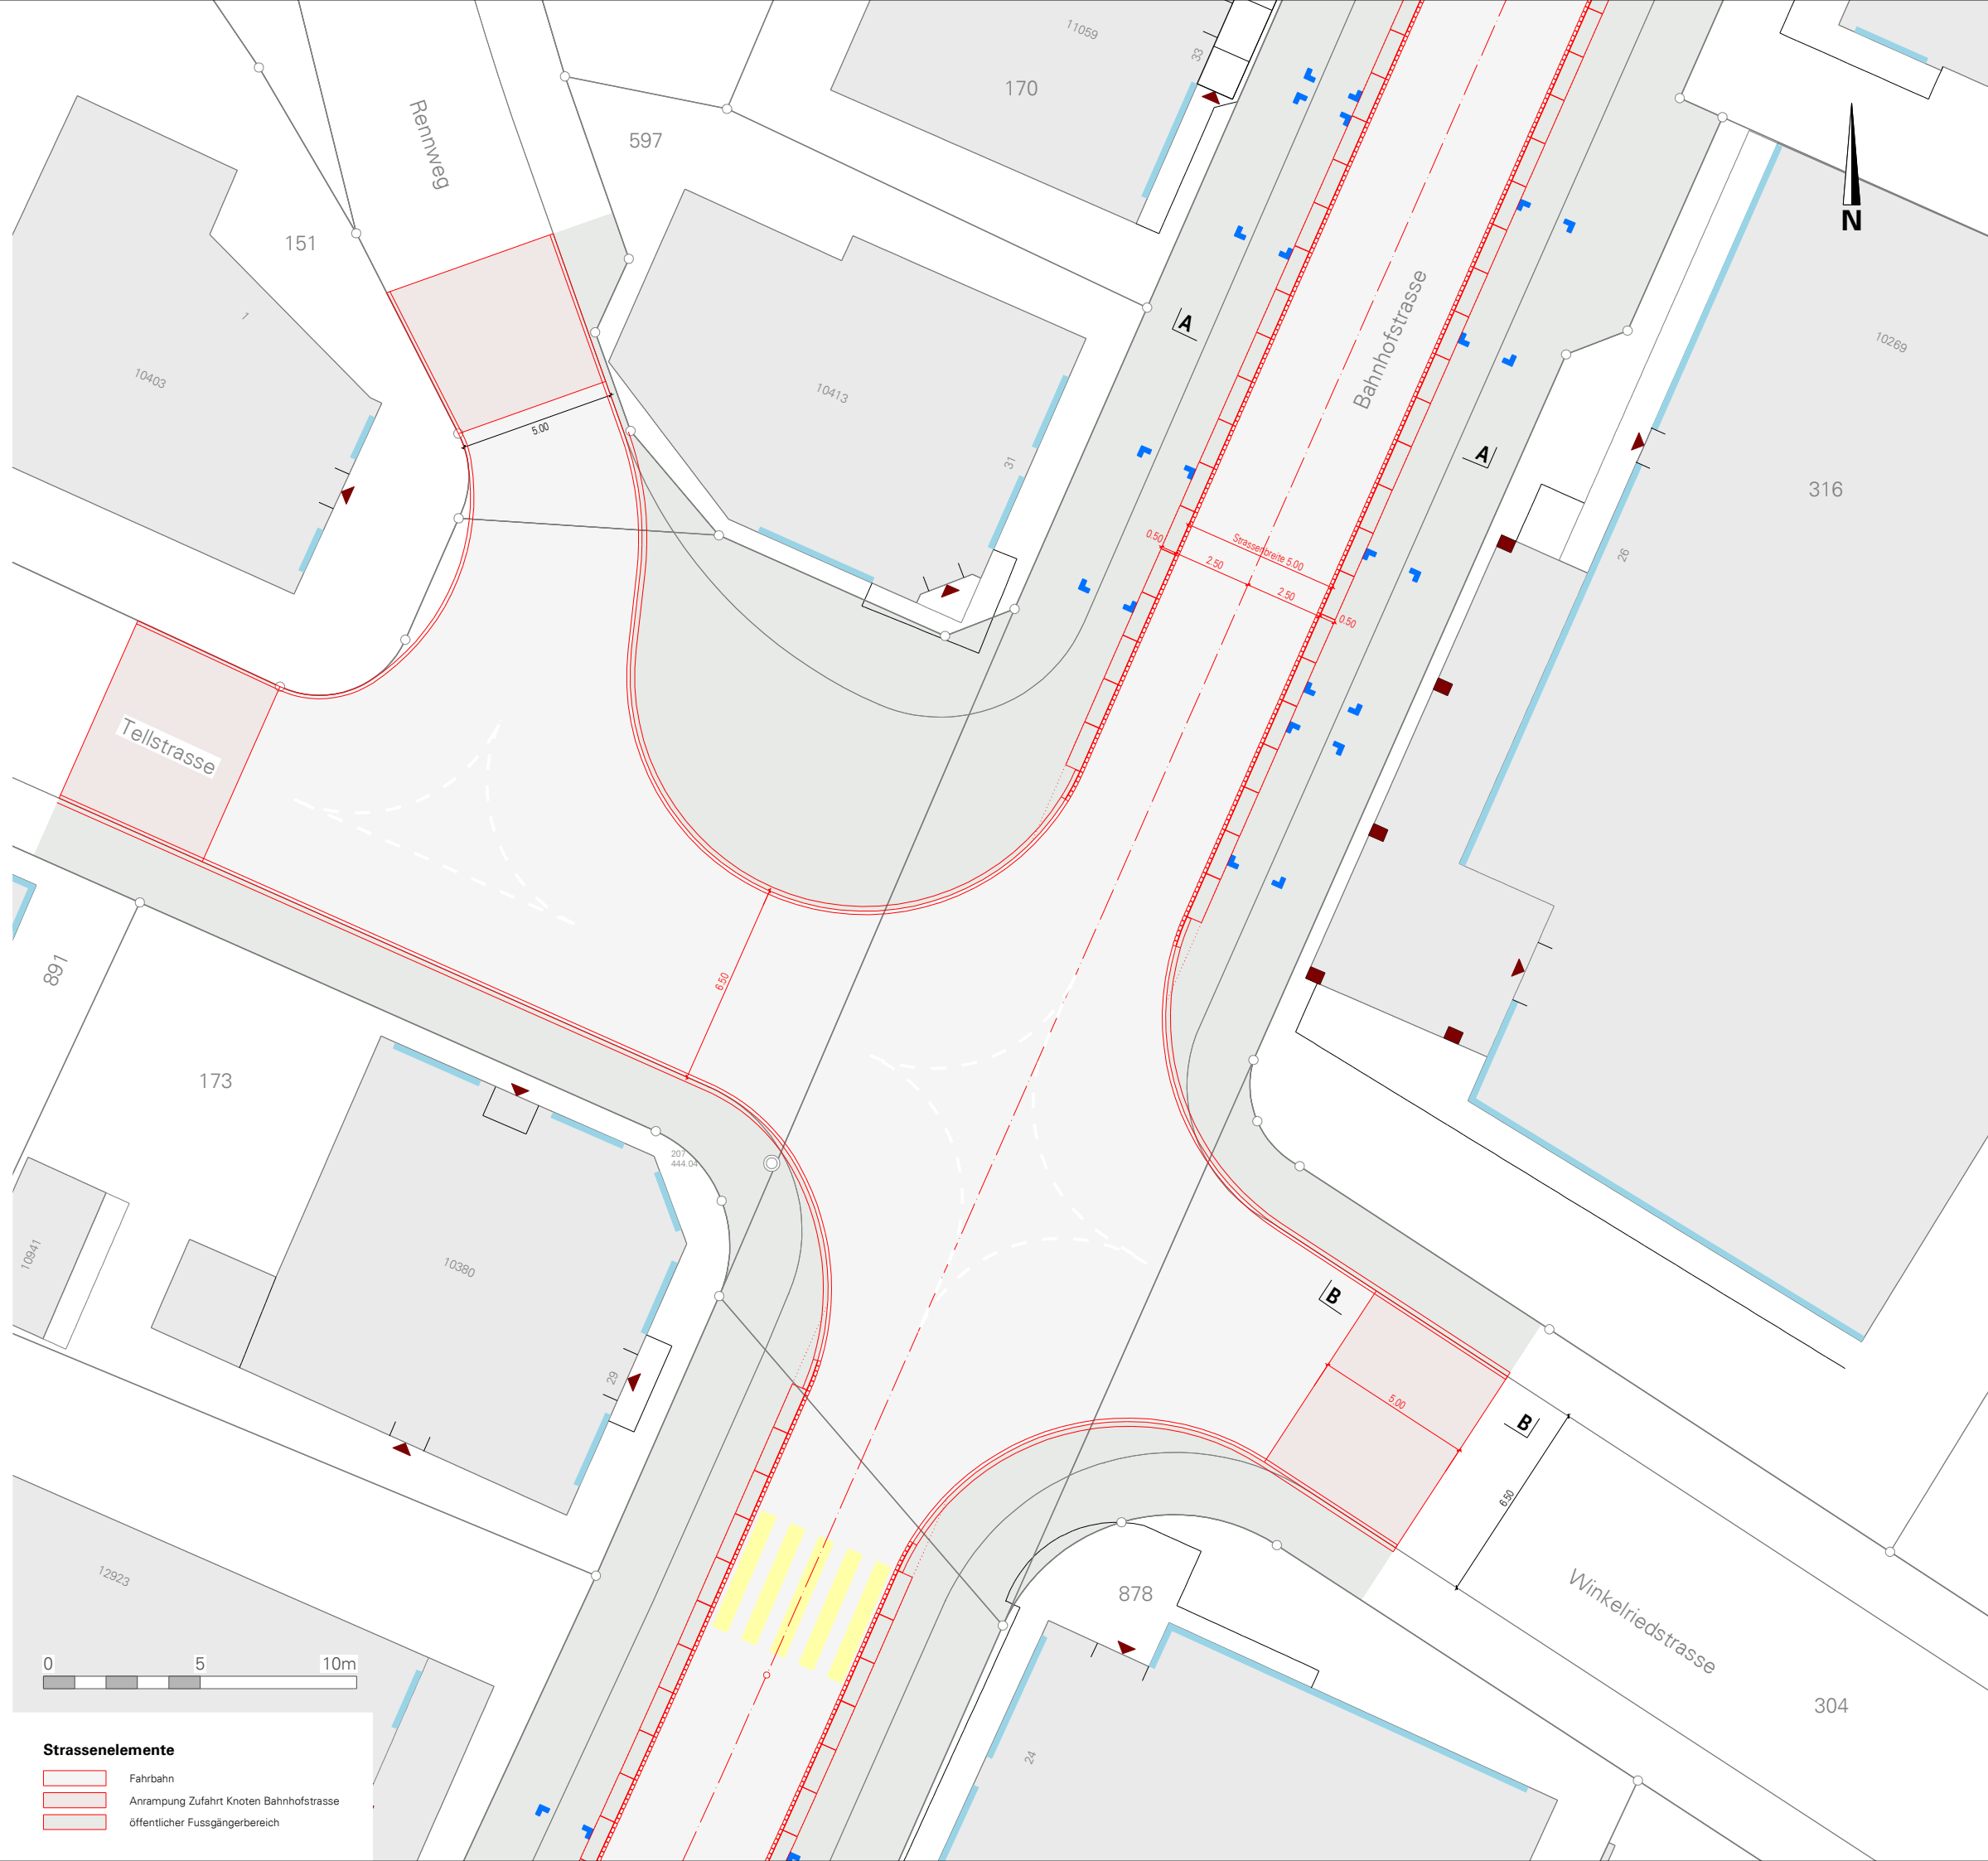 11059
33
170
597
Rennweg
151
N
1
10403
10413
31
A
Bahnhofstrasse
10269
A
316
26
5.00
0.50
Strassenbreite 5.00
2.50
2.50
0.50
Tellstrasse
6.50
891
173
207
444.04
10941
10380
29
B
5.00
B
6.50
12923
878
Winkelriedstrasse
304
24
0 5 10m
Strassenelemente
Fahrbahn
Anrampung Zufahrt Knoten Bahnhofstrasse
öffentlicher Fussgängerbereich